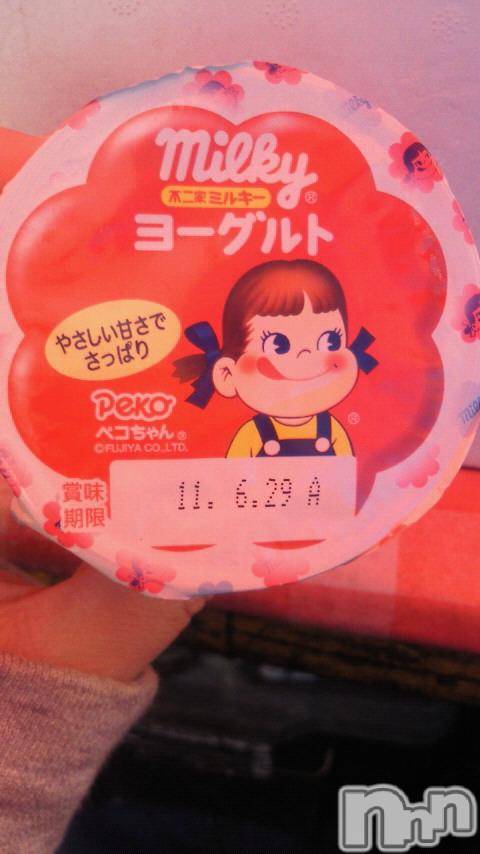 milky®
不二家ミルキー
ヨーグルト
やさしい甘さで
さっぱり
Peko
ペコちゃん®
©FUJIYA CO.,LTD.
®
賞味
期限
11. 6.29 A
nnn